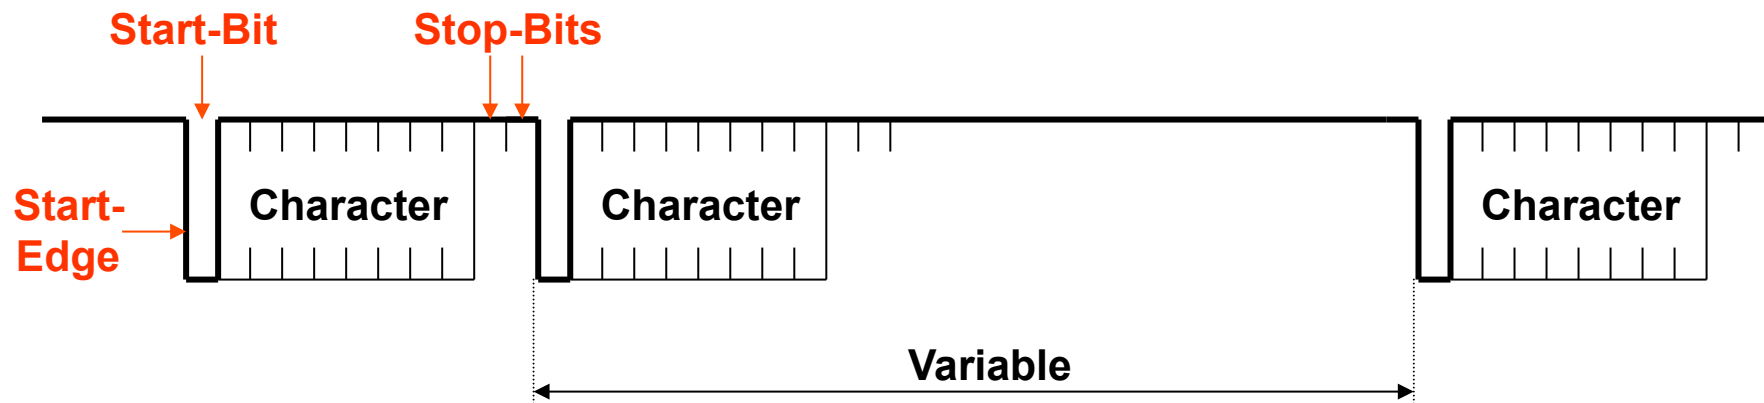 Start-Bit
Stop-Bits
Start-
Edge
Character
Character
Character
Variable